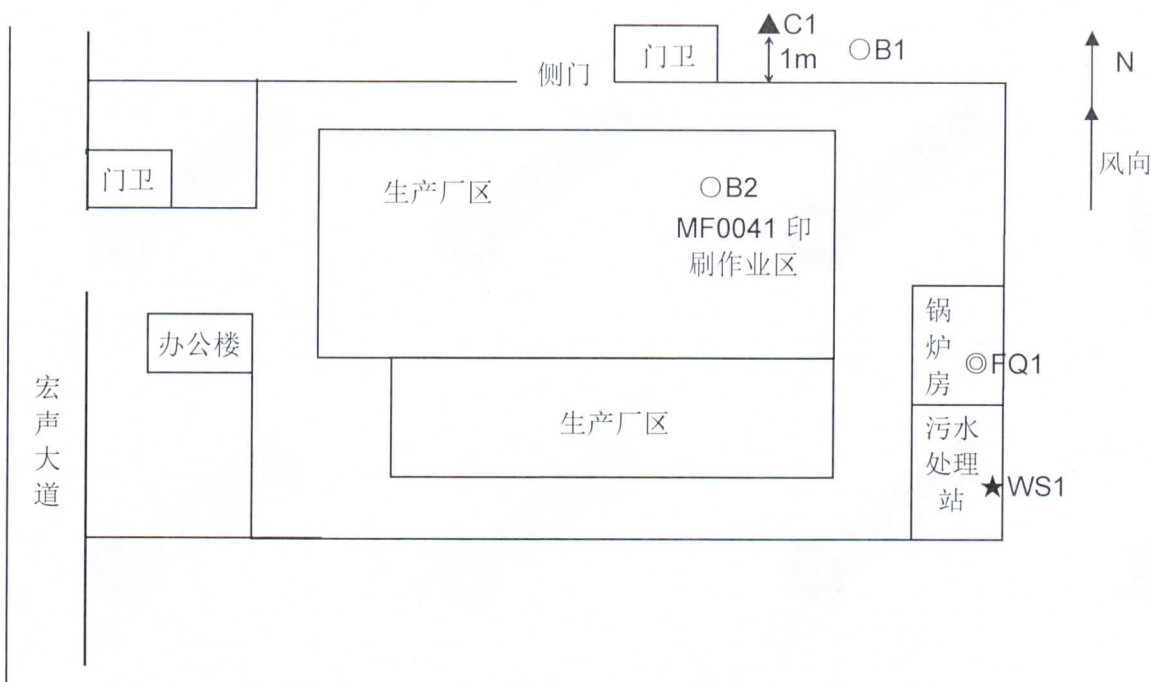 ▲C1
1m
○B1
N
门卫
侧门
风向
门卫
生产厂区
○B2
MF0041 印
刷作业区
锅
炉
房
◎FQ1
办公楼
宏
声
大
道
生产厂区
污水
处理
站
★WS1